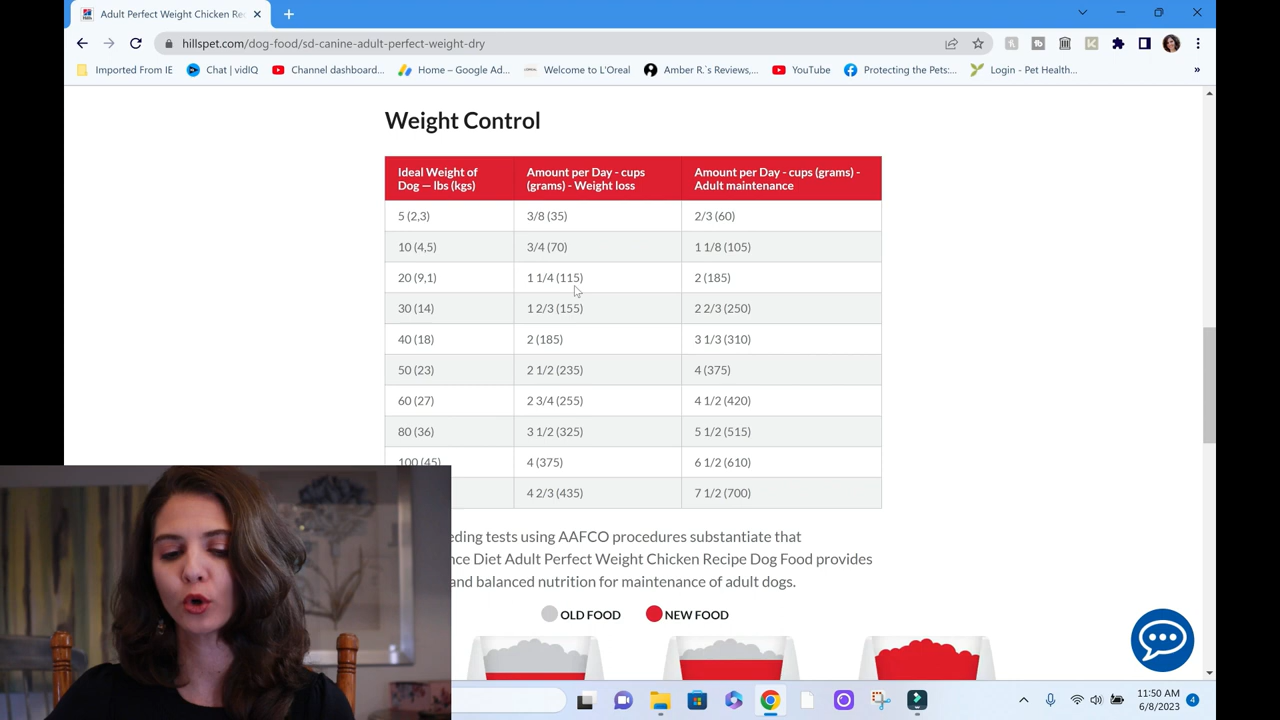 Adult Perfect Weight Chicken Rec
hillspet.com/dog-food/sd-canine-adult-perfect-weight-dry
Imported From IE
Chat | vidIQ
Channel dashboard...
Home – Google Ad...
Welcome to L'Oreal
Amber R.`s Reviews,...
YouTube
Protecting the Pets:...
Login - Pet Health...
»
Weight Control
Ideal Weight of
Dog — lbs (kgs)
Amount per Day - cups
(grams) - Weight loss
Amount per Day - cups (grams) -
Adult maintenance
5 (2,3) 3/8 (35) 2/3 (60)
10 (4,5) 3/4 (70) 1 1/8 (105)
20 (9,1) 1 1/4 (115) 2 (185)
30 (14) 1 2/3 (155) 2 2/3 (250)
40 (18) 2 (185) 3 1/3 (310)
50 (23) 2 1/2 (235) 4 (375)
60 (27) 2 3/4 (255) 4 1/2 (420)
80 (36) 3 1/2 (325) 5 1/2 (515)
100 (45) 4 (375) 6 1/2 (610)
4 2/3 (435) 7 1/2 (700)
eding tests using AAFCO procedures substantiate that
nce Diet Adult Perfect Weight Chicken Recipe Dog Food provides
and balanced nutrition for maintenance of adult dogs.
OLD FOOD NEW FOOD
11:50 AM
6/8/2023
4